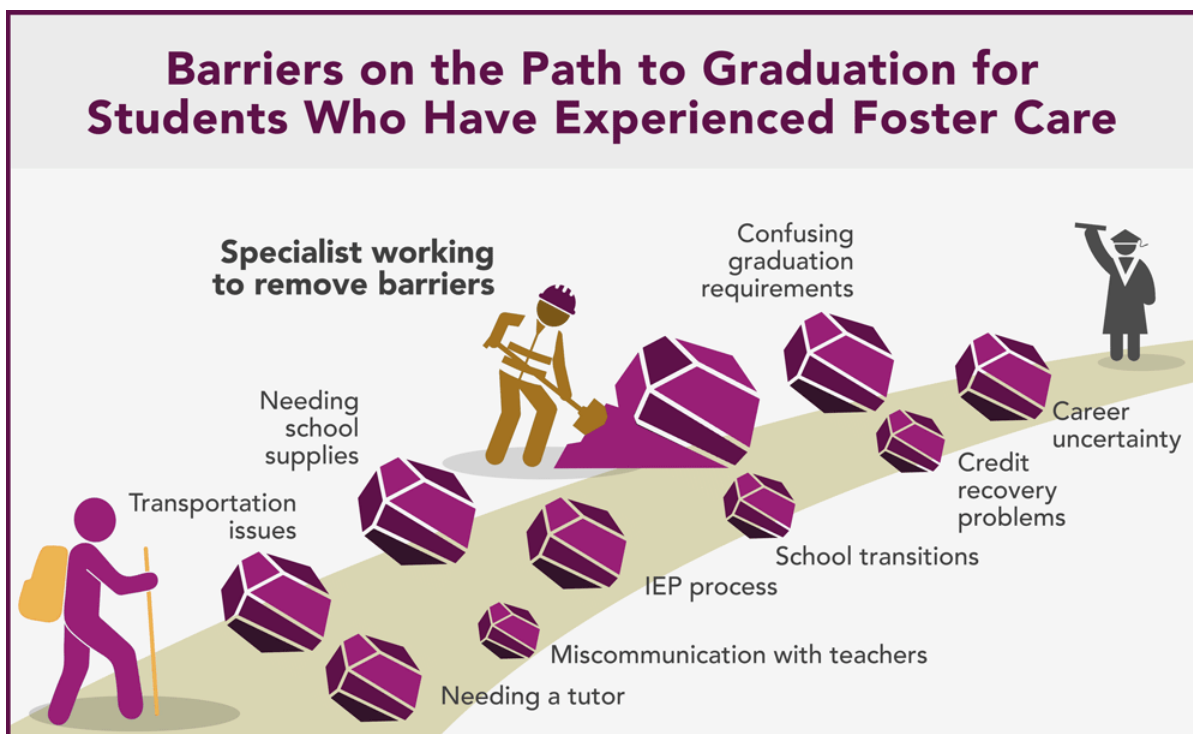 Barriers on the Path to Graduation for
Students Who Have Experienced Foster Care
Specialist working
to remove barriers
Confusing
graduation
requirements
Needing
school
supplies
Transportation
issues
Career
uncertainty
Credit
recovery
problems
School transitions
IEP process
Miscommunication with teachers
Needing a tutor